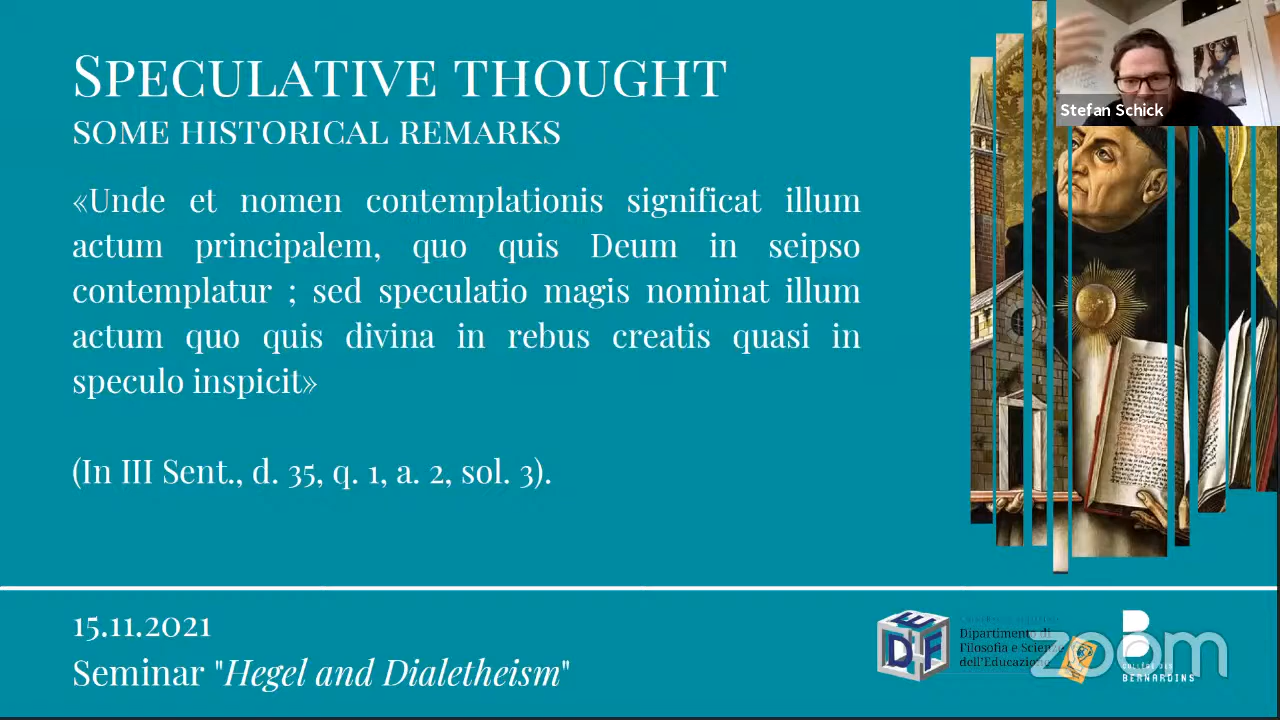 SPECULATIVE THOUGHT
SOME HISTORICAL REMARKS
«Unde et nomen contemplationis significat illum
actum principalem, quo quis Deum in seipso
contemplatur ; sed speculatio magis nominat illum
actum quo quis divina in rebus creatis quasi in
speculo inspicit»
(In III Sent., d. 35, q. 1, a. 2, sol. 3).
15.11.2021
Seminar "Hegel and Dialetheism"
Stefan Schick
Dipartimento di
Filosofia e Scienze
dell'Educazione
zoom
COLLÈGE DES
BERNARDINS